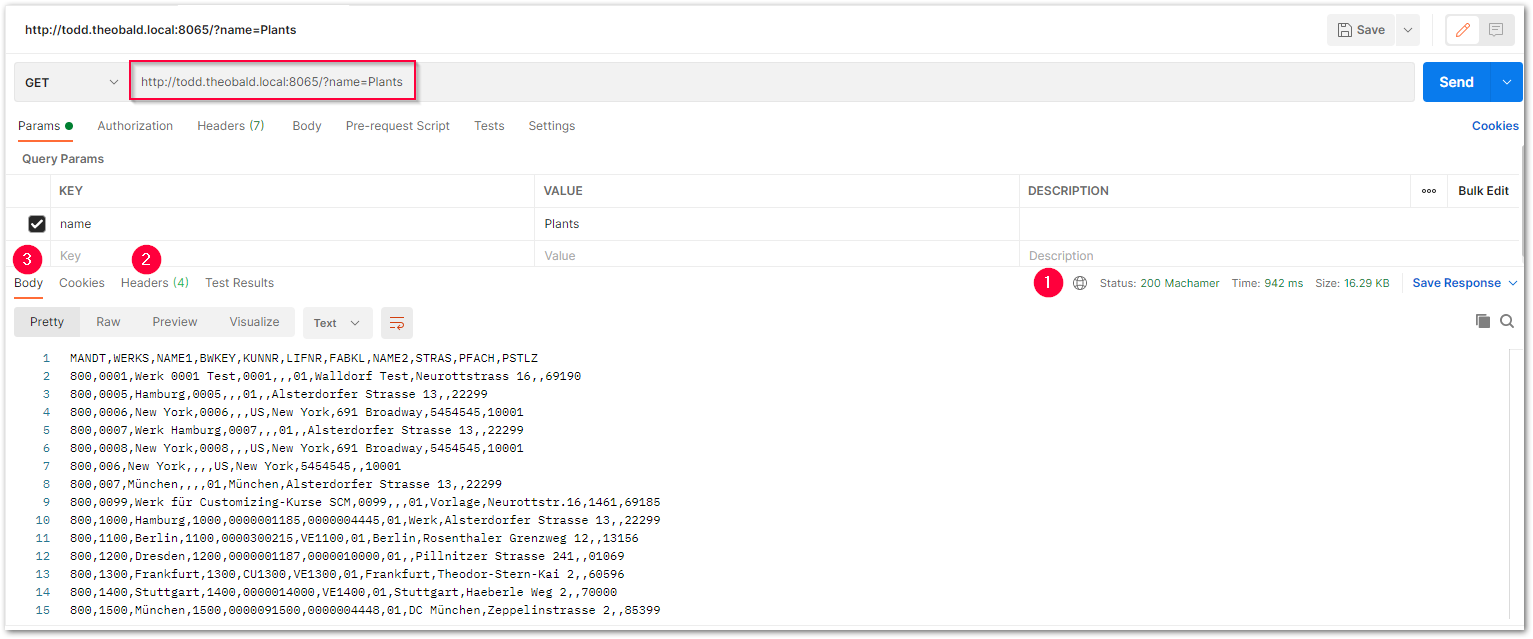 http://todd.theobald.local:8065/?name=Plants Save
GET http://todd.theobald.local:8065/?name=Plants Send
Params Authorization Headers (7) Body Pre-request Script Tests Settings Cookies
Query Params
KEY VALUE DESCRIPTION ooo Bulk Edit
name Plants
Key Value Description
3 2 1
Body Cookies Headers (4) Test Results Status: 200 Machamer Time: 942 ms Size: 16.29 KB Save Response
Pretty Raw Preview Visualize Text
1 MANDT,WERKS,NAME1,BWKEY,KUNNR,LIFNR,FABKL,NAME2,STRAS,PFACH,PSTLZ
2 800,0001,Werk 0001 Test,0001,,,01,Walldorf Test,Neurottstrass 16,,69190
3 800,0005,Hamburg,0005,,,01,,Alsterdorfer Strasse 13,,22299
4 800,0006,New York,0006,,,US,New York,691 Broadway,5454545,10001
5 800,0007,Werk Hamburg,0007,,,01,,Alsterdorfer Strasse 13,,22299
6 800,0008,New York,0008,,,US,New York,691 Broadway,5454545,10001
7 800,006,New York,,,,US,New York,5454545,,10001
8 800,007,München,,,,01,München,Alsterdorfer Strasse 13,,22299
9 800,0099,Werk für Customizing-Kurse SCM,0099,,,01,Vorlage,Neurottstr.16,1461,69185
10 800,1000,Hamburg,1000,0000001185,0000004445,01,Werk,Alsterdorfer Strasse 13,,22299
11 800,1100,Berlin,1100,0000300215,VE1100,01,Berlin,Rosenthaler Grenzweg 12,,13156
12 800,1200,Dresden,1200,0000001187,0000010000,01,,Pillnitzer Strasse 241,,01069
13 800,1300,Frankfurt,1300,CU1300,VE1300,01,Frankfurt,Theodor-Stern-Kai 2,,60596
14 800,1400,Stuttgart,1400,0000014000,VE1400,01,Stuttgart,Haeberle Weg 2,,70000
15 800,1500,München,1500,0000091500,0000004448,01,DC München,Zeppelinstrasse 2,,85399